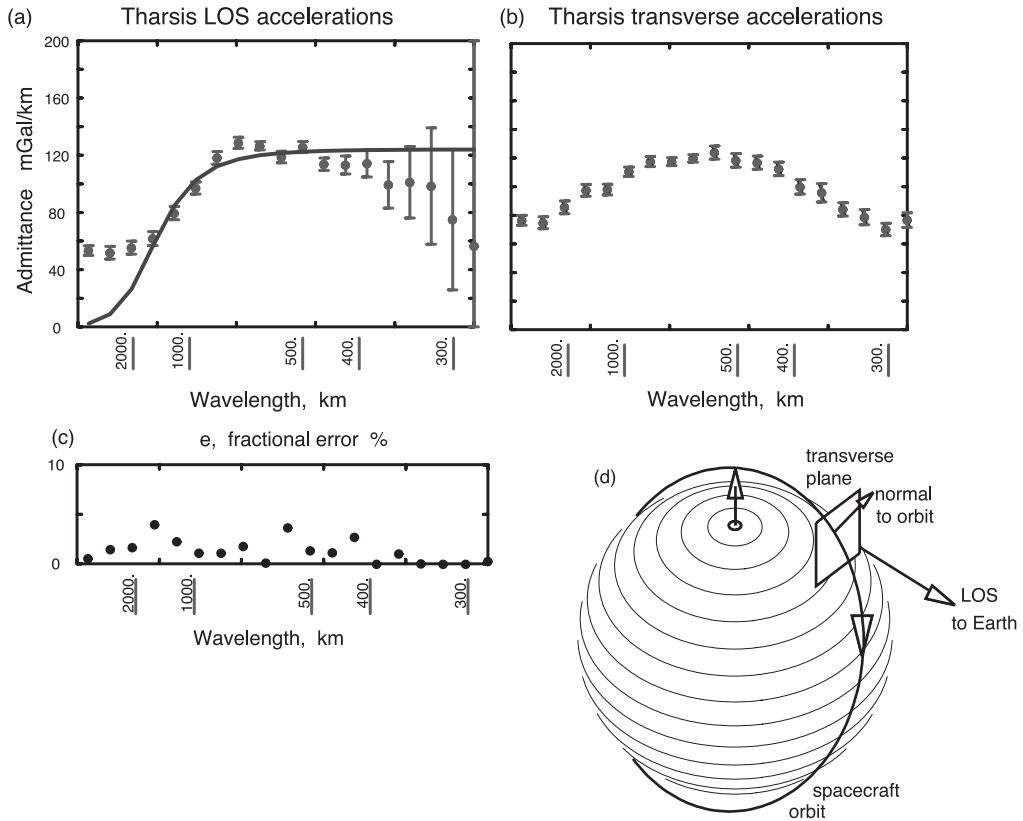 (a)
Tharsis LOS accelerations
200
160
120
80
40
0
Admittance mGal/km
2000.
1000.
500.
400.
300.
Wavelength, km
(b)
Tharsis transverse accelerations
2000.
1000.
500.
400.
300.
Wavelength, km
(c)
e, fractional error %
10
0
2000.
1000.
500.
400.
300.
Wavelength, km
(d)
transverse
plane
normal
to orbit
LOS
to Earth
spacecraft
orbit